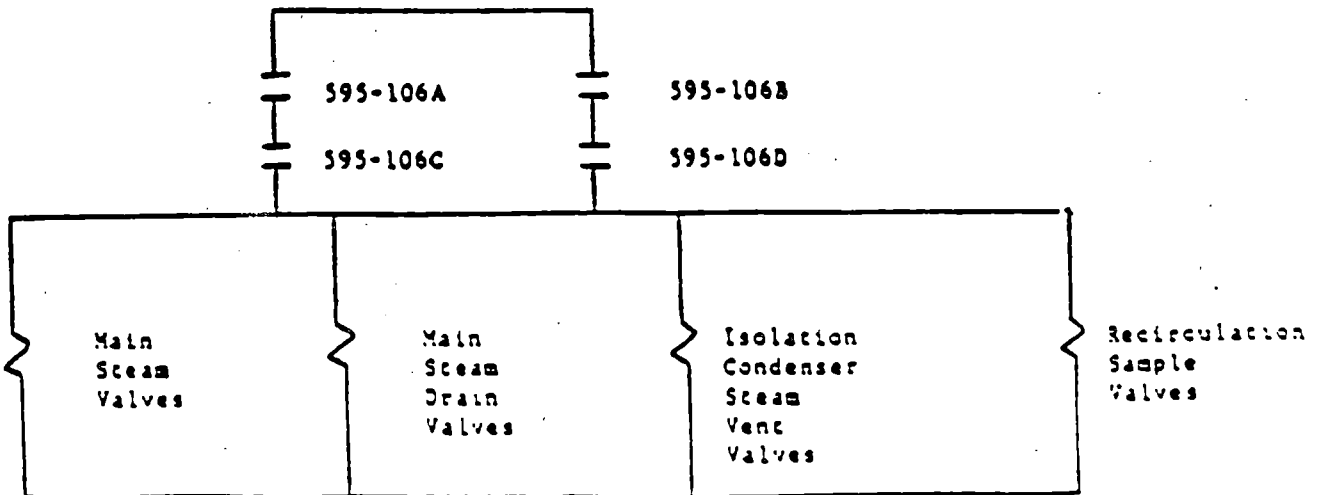 595-106A
595-106B
595-106C
595-106D
Main
Steam
Valves
Main
Steam
Drain
Valves
Isolation
Condenser
Steam
Vent
Valves
Recirculation
Sample
Valves